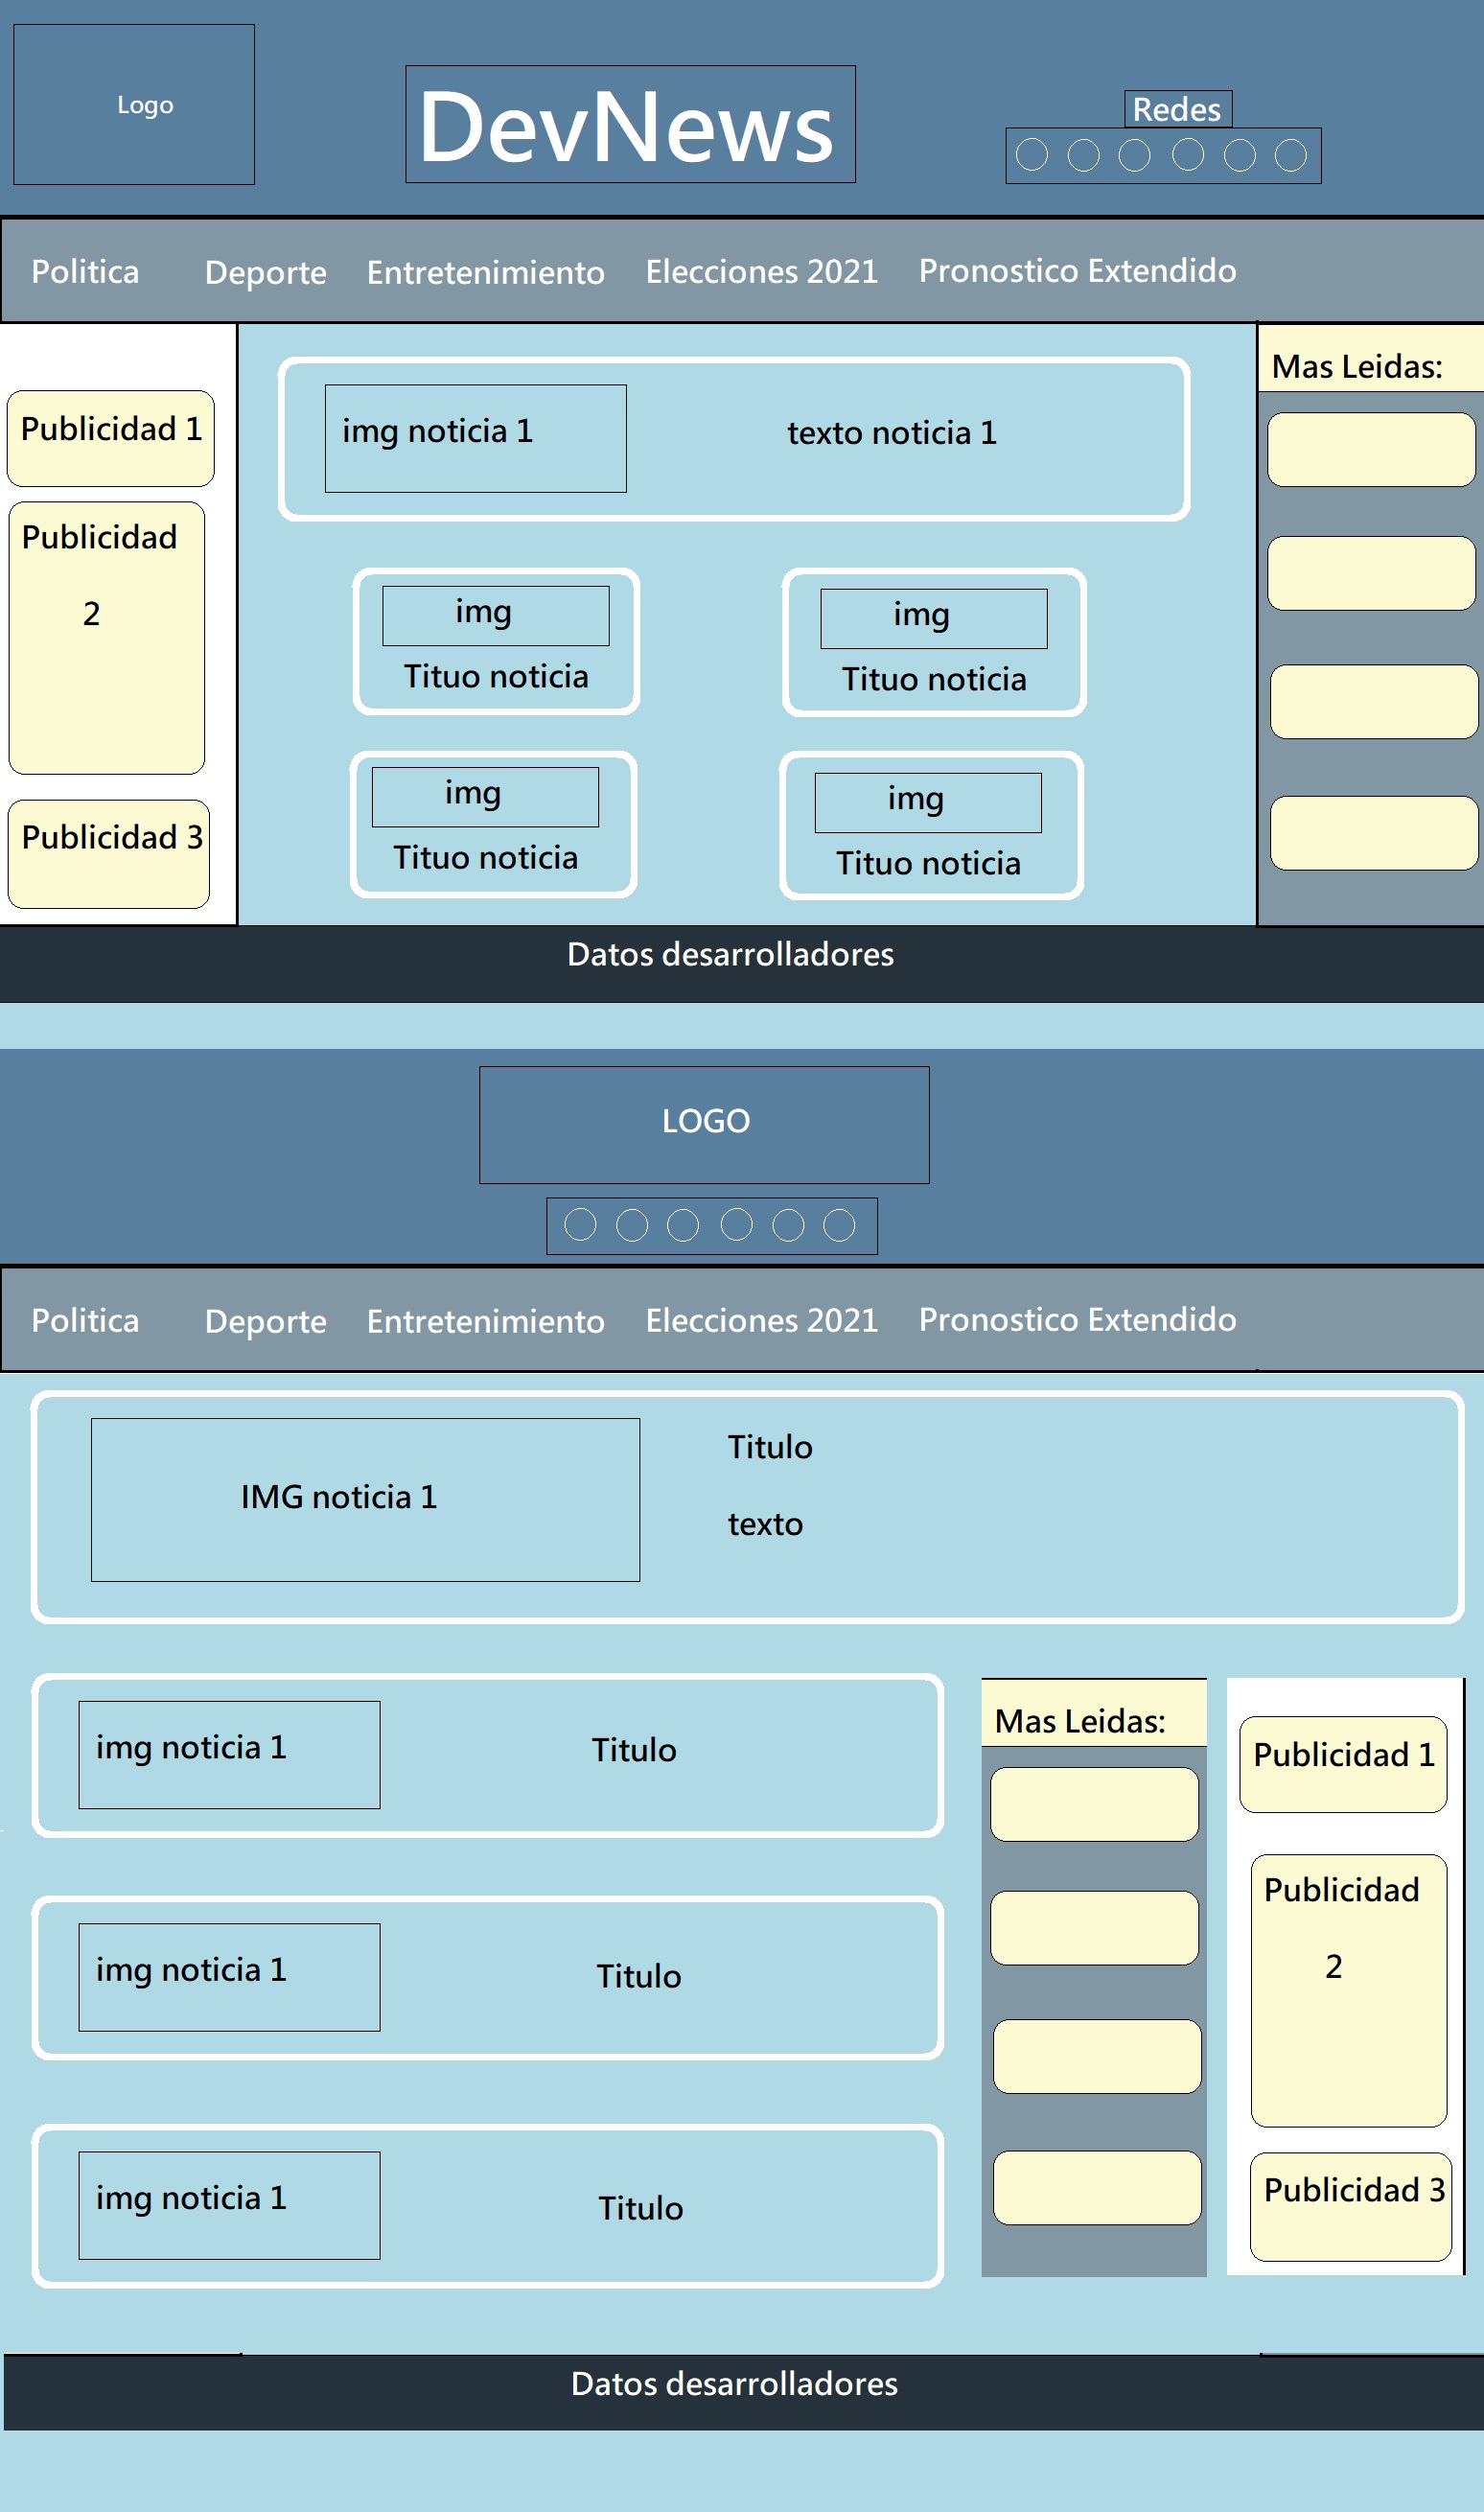 Logo
DevNews
Redes
Politica Deporte Entretenimiento Elecciones 2021 Pronostico Extendido
Publicidad 1
Publicidad
2
Publicidad 3
img noticia 1
texto noticia 1
img
Tituo noticia
img
Tituo noticia
img
Tituo noticia
img
Tituo noticia
Mas Leidas:
Datos desarrolladores
LOGO
Politica Deporte Entretenimiento Elecciones 2021 Pronostico Extendido
IMG noticia 1
Titulo
texto
img noticia 1
Titulo
img noticia 1
Titulo
img noticia 1
Titulo
Mas Leidas:
Publicidad 1
Publicidad
2
Publicidad 3
Datos desarrolladores